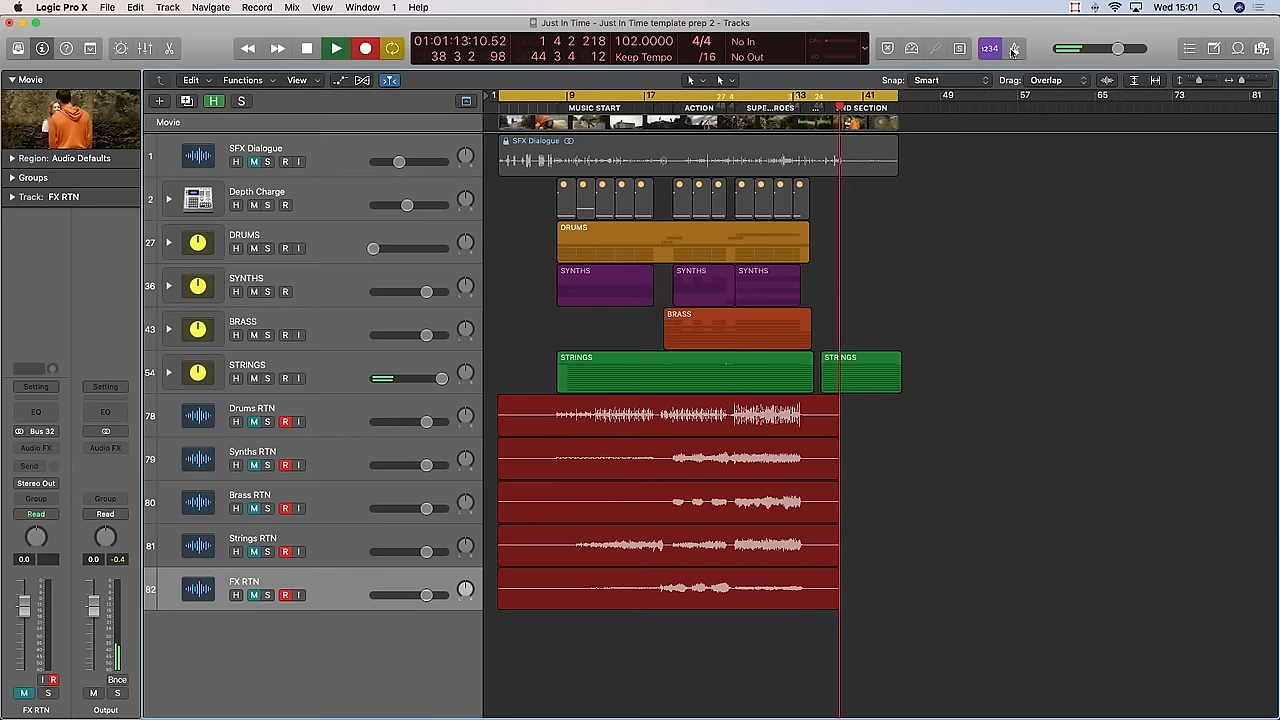 Logic Pro X File Edit Track Navigate Record Mix View Window 1 Help
Wed 15:01
Just In Time - Just In Time template prep 2 - Tracks
01:01:13:10.52
38 3 2 98
1 4 2 218
44 3 4 12
102.0000
Keep Tempo
4/4
/16
No In
No Out
CPU
1234
Movie
Edit Functions View
Snap: Smart
Drag: Overlap
H S
1 9 17 33 41 49 57 65 73 81
MUSIC START ACTION SUPE...ROES ... ND SECTION
Movie
Region: Audio Defaults
Groups
Track: FX RTN
1 SFX Dialogue
H M S R I
SFX Dialogue
2 Depth Charge
H M S R
27 DRUMS
H M S R I
DRUMS
36 SYNTHS
H M S R
SYNTHS SYNTHS SYNTHS
43 BRASS
H M S R I
BRASS
54 STRINGS
H M S R I
STRINGS STRINGS
78 Drums RTN
H M S R I
79 Synths RTN
H M S R I
80 Brass RTN
H M S R I
81 Strings RTN
H M S R I
82 FX RTN
H M S R I
Setting Setting
EQ EQ
Bus 32
Audio FX Audio FX
Send
Stereo Out
Group Group
Read Read
0.0 0.0 -0.4
I R Bnce
M S M S
FX RTN Output